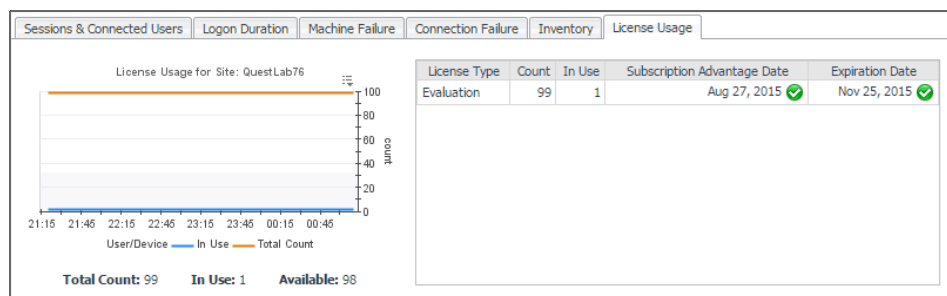 Sessions & Connected Users Logon Duration Machine Failure Connection Failure Inventory License Usage
License Usage for Site: QuestLab76
100
80
60
40
20
0
count
21:15 21:45 22:15 22:45 23:15 23:45 00:15 00:45
User/Device In Use Total Count
Total Count: 99 In Use: 1 Available: 98
License Type Count In Use Subscription Advantage Date Expiration Date
Evaluation 99 1 Aug 27, 2015 Nov 25, 2015